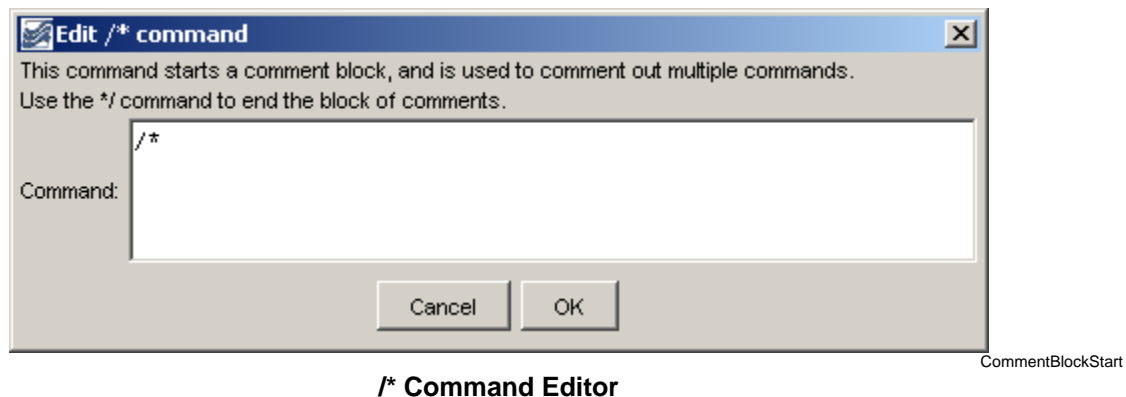 Edit /* command
This command starts a comment block, and is used to comment out multiple commands.
Use the */ command to end the block of comments.
Command:
/*
Cancel
OK
CommentBlockStart
/* Command Editor